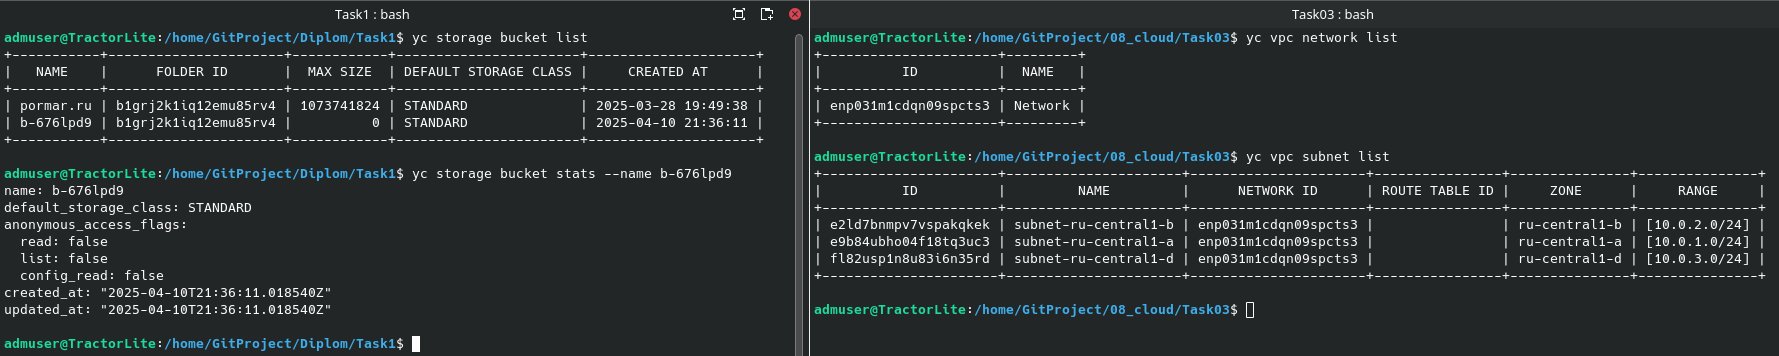 Task1 : bash
admuser@TractorLite:/home/GitProject/Diplom/Task1$ yc storage bucket list
+-----------+----------------------+------------+-----------------------+---------------------+
|   NAME    |      FOLDER ID       |  MAX SIZE  | DEFAULT STORAGE CLASS |     CREATED AT      |
+-----------+----------------------+------------+-----------------------+---------------------+
| pormar.ru | b1grj2k1iq12emu85rv4 | 1073741824 | STANDARD              | 2025-03-28 19:49:38 |
| b-676lpd9 | b1grj2k1iq12emu85rv4 |          0 | STANDARD              | 2025-04-10 21:36:11 |
+-----------+----------------------+------------+-----------------------+---------------------+
admuser@TractorLite:/home/GitProject/Diplom/Task1$ yc storage bucket stats --name b-676lpd9
name: b-676lpd9
default_storage_class: STANDARD
anonymous_access_flags:
  read: false
  list: false
  config_read: false
created_at: "2025-04-10T21:36:11.018540Z"
updated_at: "2025-04-10T21:36:11.018540Z"
admuser@TractorLite:/home/GitProject/Diplom/Task1$
Task03 : bash
admuser@TractorLite:/home/GitProject/08_cloud/Task03$ yc vpc network list
+----------------------+---------+
|          ID          |  NAME   |
+----------------------+---------+
| enp031m1cdqn09spcts3 | Network |
+----------------------+---------+
admuser@TractorLite:/home/GitProject/08_cloud/Task03$ yc vpc subnet list
+----------------------+----------------------+----------------------+----------------+---------------+---------------+
|          ID          |         NAME         |      NETWORK ID      | ROUTE TABLE ID |     ZONE      |     RANGE     |
+----------------------+----------------------+----------------------+----------------+---------------+---------------+
| e2ld7bnmpv7vspakqkek | subnet-ru-central1-b | enp031m1cdqn09spcts3 |                | ru-central1-b | [10.0.2.0/24] |
| e9b84ubho04f18tq3uc3 | subnet-ru-central1-a | enp031m1cdqn09spcts3 |                | ru-central1-a | [10.0.1.0/24] |
| fl82usp1n8u83i6n35rd | subnet-ru-central1-d | enp031m1cdqn09spcts3 |                | ru-central1-d | [10.0.3.0/24] |
+----------------------+----------------------+----------------------+----------------+---------------+---------------+
admuser@TractorLite:/home/GitProject/08_cloud/Task03$